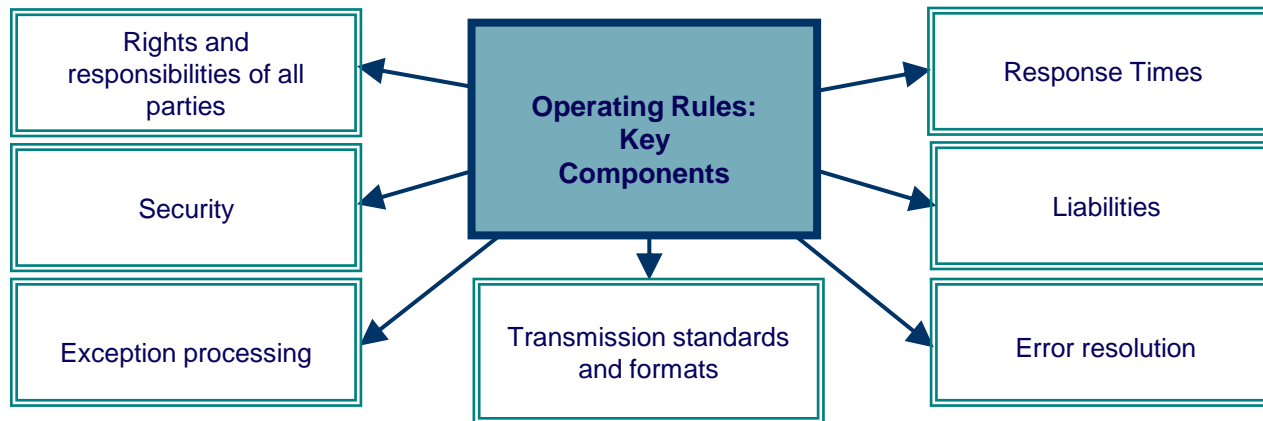 Rights and
responsibilities of all
parties
Operating Rules:
Key
Components
Response Times
Security
Liabilities
Exception processing
Transmission standards
and formats
Error resolution